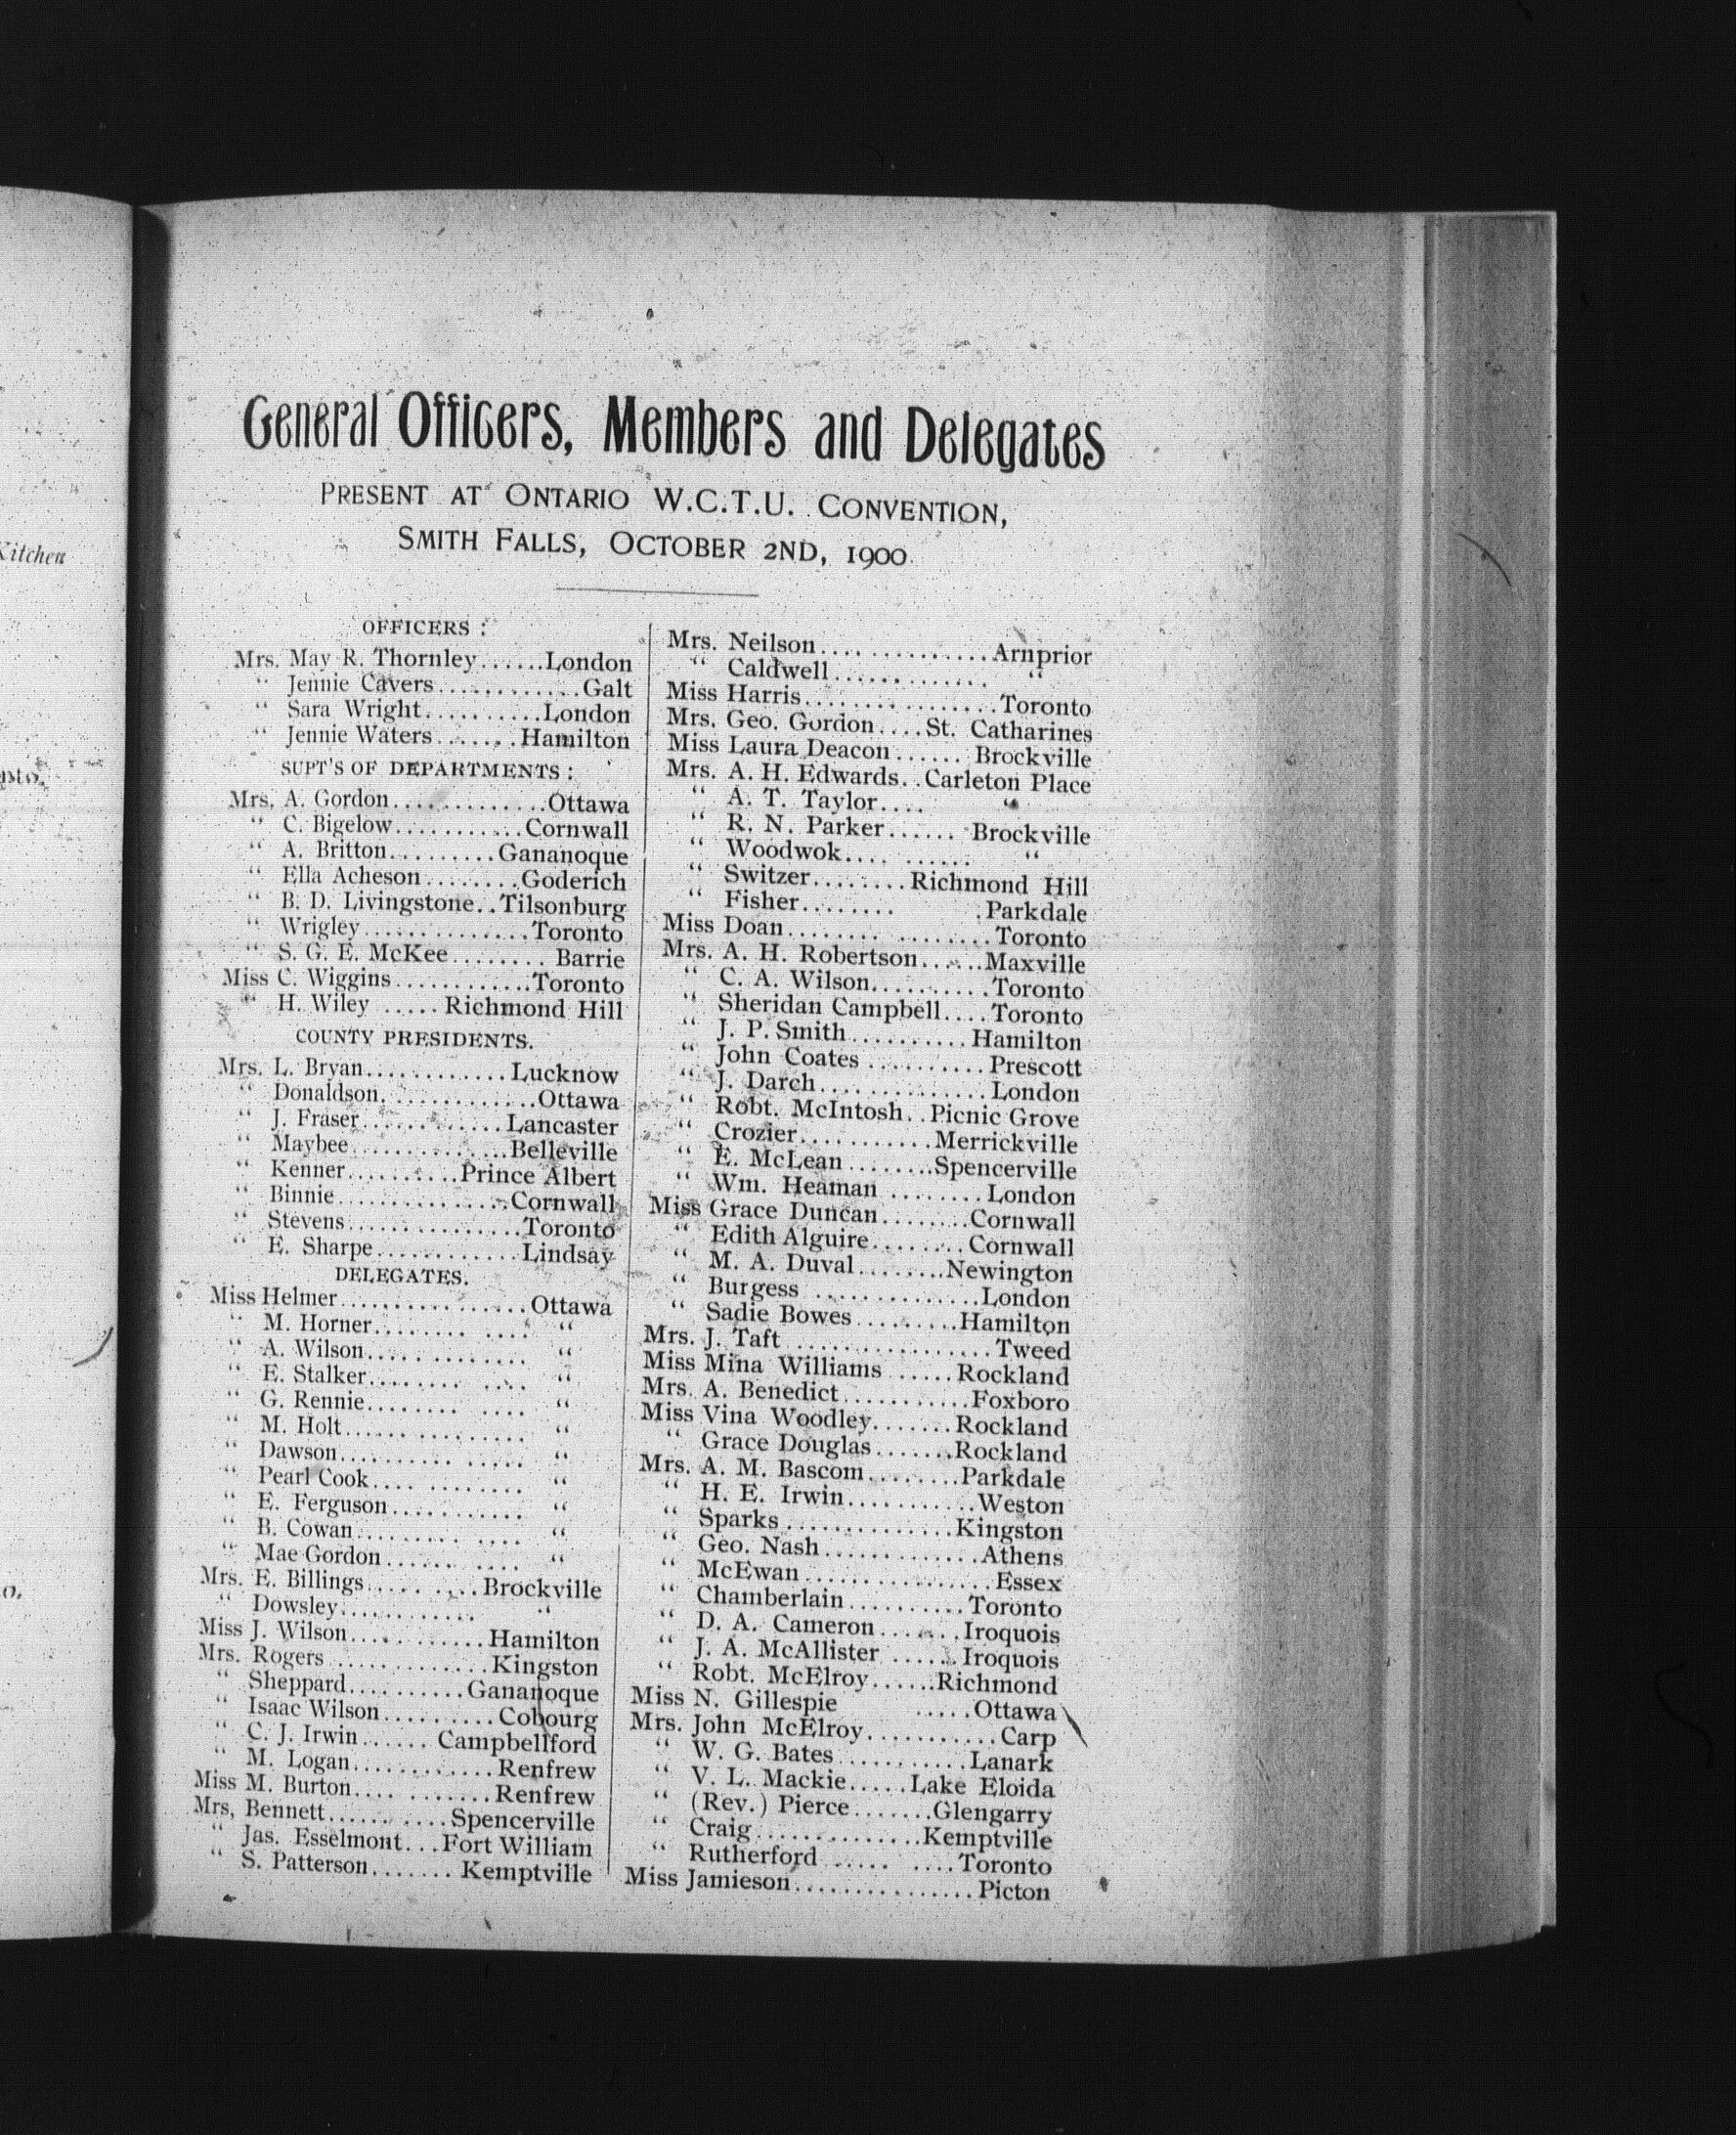 General Officers, Members and Delegates
PRESENT AT ONTARIO W.C.T.U. CONVENTION,
SMITH FALLS, OCTOBER 2ND, 1900.
OFFICERS :
Mrs. May R. Thornley......London
“ Jennie Cavers............Galt
“ Sara Wright..........London
“ Jennie Waters.......Hamilton
SUPT'S OF DEPARTMENTS :
Mrs. A. Gordon.............Ottawa
“ C. Bigelow...........Cornwall
“ A. Britton.........Gananoque
“ Ella Acheson........Goderich
“ B. D. Livingstone..Tilsonburg
“ Wrigley..............Toronto
“ S. G. E. McKee........ Barrie
Miss C. Wiggins............Toronto
“ H. Wiley ..... Richmond Hill
COUNTY PRESIDENTS.
Mrs. L. Bryan............Lucknow
“ Donaldson.............Ottawa
“ J. Fraser............Lancaster
“ Maybee..............Belleville
“ Kenner..........Prince Albert
“ Binnie...............Cornwall
“ Stevens...............Toronto
“ E. Sharpe............Lindsay
DELEGATES.
Miss Helmer................Ottawa
“ M. Horner........ .... “
“ A. Wilson.............. “
“ E. Stalker........ .... “
“ G. Rennie........ .... “
“ M. Holt................ “
“ Dawson.......... ..... “
“ Pearl Cook.... ........ “
“ E. Ferguson............ “
“ B. Cowan.......... .... “
“ Mae Gordon....... .... “
Mrs. E. Billings..... ....Brockville
“ Dowsley............ “
Miss J. Wilson............Hamilton
Mrs. Rogers ..............Kingston
“ Sheppard..........Gananoque
“ Isaac Wilson..........Cobourg
“ C. J. Irwin...... Campbellford
“ M. Logan............Renfrew
Miss M. Burton.... ........Renfrew
Mrs, Bennett...... ....Spencerville
“ Jas. Esselmont...Fort William
“ S. Patterson....... Kemptville
Mrs. Neilson...............Arnprior
“ Caldwell............. “
Miss Harris................Toronto
Mrs. Geo. Gordon....St. Catharines
Miss Laura Deacon...... Brockville
Mrs. A. H. Edwards..Carleton Place
“ A. T. Taylor.... “
“ R. N. Parker...... Brockville
“ Woodwok.... ...... “
“ Switzer........Richmond Hill
“ Fisher........ .Parkdale
Miss Doan........ ........Toronto
Mrs. A. H. Robertson......Maxville
“ C. A. Wilson..........Toronto
“ Sheridan Campbell....Toronto
“ J. P. Smith..........Hamilton
“ John Coates ..........Prescott
“ J. Darch...............London
“ Robt. McIntosh..Picnic Grove
“ Crozier...........Merrickville
“ E. McLean........Spencerville
“ Wm. Heaman ........London
Miss Grace Duncan........Cornwall
“ Edith Alguire........Cornwall
“ M. A. Duval........Newington
“ Burgess ..............London
“ Sadie Bowes.........Hamilton
Mrs. J. Taft .................Tweed
Miss Mina Williams ......Rockland
Mrs. A. Benedict...........Foxboro
Miss Vina Woodley.......Rockland
“ Grace Douglas.......Rockland
Mrs. A. M. Bascom........Parkdale
“ H. E. Irwin...........Weston
“ Sparks..............Kingston
“ Geo. Nash.............Athens
“ McEwan................Essex
“ Chamberlain..........Toronto
“ D. A. Cameron.......Iroquois
“ J. A. McAllister ......Iroquois
“ Robt. McElroy......Richmond
Miss N. Gillespie .....Ottawa
Mrs. John McElroy...........Carp
“ W. G. Bates...........Lanark
“ V. L. Mackie.....Lake Eloida
“ (Rev.) Pierce.......Glengarry
“ Craig..............Kemptville
“ Rutherford ..... ....Toronto
Miss Jamieson...............Picton
Kitchen